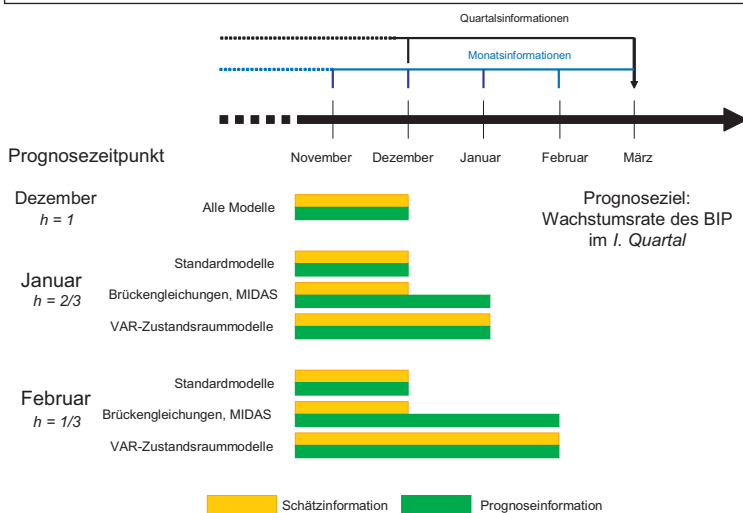 Quartalsinformationen
Monatsinformationen
Prognosezeitpunkt
November Dezember Januar Februar März
Dezember
h = 1
Alle Modelle
Prognoseziel:
Wachstumsrate des BIP
im I. Quartal
Januar
h = 2/3
Standardmodelle
Brückengleichungen, MIDAS
VAR-Zustandsraummodelle
Februar
h = 1/3
Standardmodelle
Brückengleichungen, MIDAS
VAR-Zustandsraummodelle
Schätzinformation Prognoseinformation